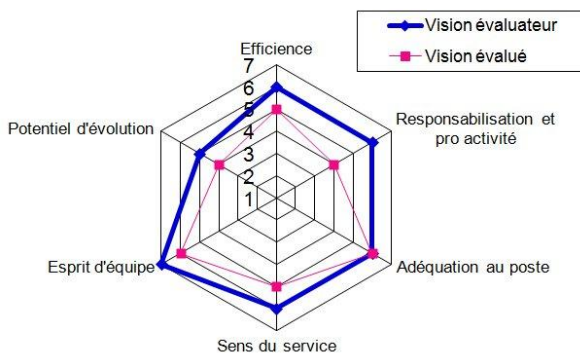 Vision évaluateur
Vision évalué
Efficience
7
6
5
4
3
2
1
Responsabilisation et
pro activité
Adéquation au poste
Sens du service
Esprit d'équipe
Potentiel d'évolution